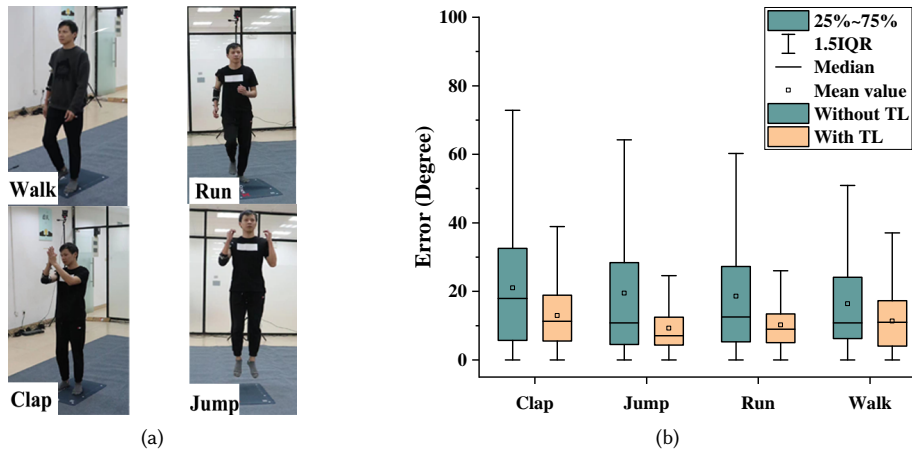 Walk
Run
Clap
Jump
(a)
100
80
60
40
20
0
Error (Degree)
25%~75%
1.5IQR
Median
Mean value
Without TL
With TL
Clap
Jump
Run
Walk
(b)